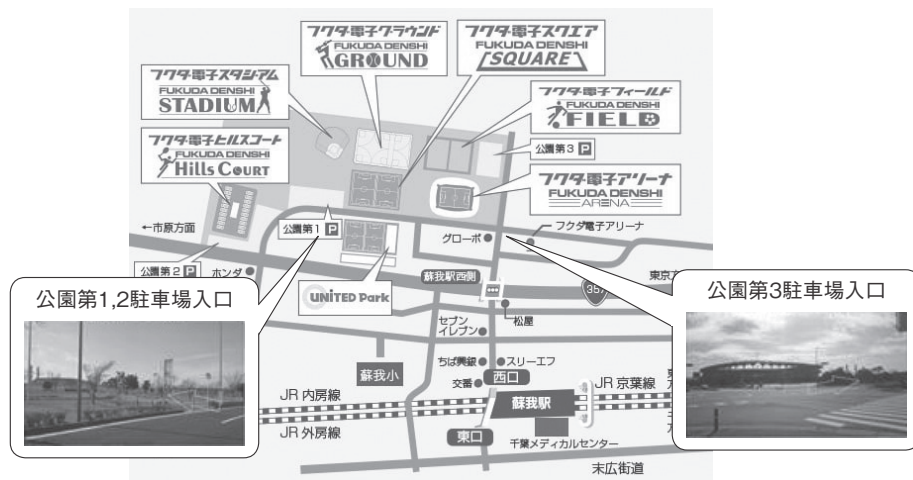 フクダ電子グラウンド
FUKUDA DENSHI
GROUND
フクダ電子スクエア
FUKUDA DENSHI
SQUARE
フクダ電子スタジアム
FUKUDA DENSHI
STADIUM
フクダ電子フィールド
FUKUDA DENSHI
FIELD
フクダ電子ヒルスコート
FUKUDA DENSHI
Hills COURT
公園第3 P
フクダ電子アリーナ
FUKUDA DENSHI
ARENA
←市原方面
公園第1 P
グローボ
フクダ電子アリーナ
公園第2 P
ホンダ
蘇我駅西側
357
東京
UNITED Park
公園第1,2駐車場入口
公園第3駐車場入口
セブン
イレブン
松屋
蘇我小
ちば興銀
スリーエフ
交番
西口
JR 内房線
蘇我駅
JR 京葉線
JR 外房線
東口
千葉メディカルセンター
末広街道